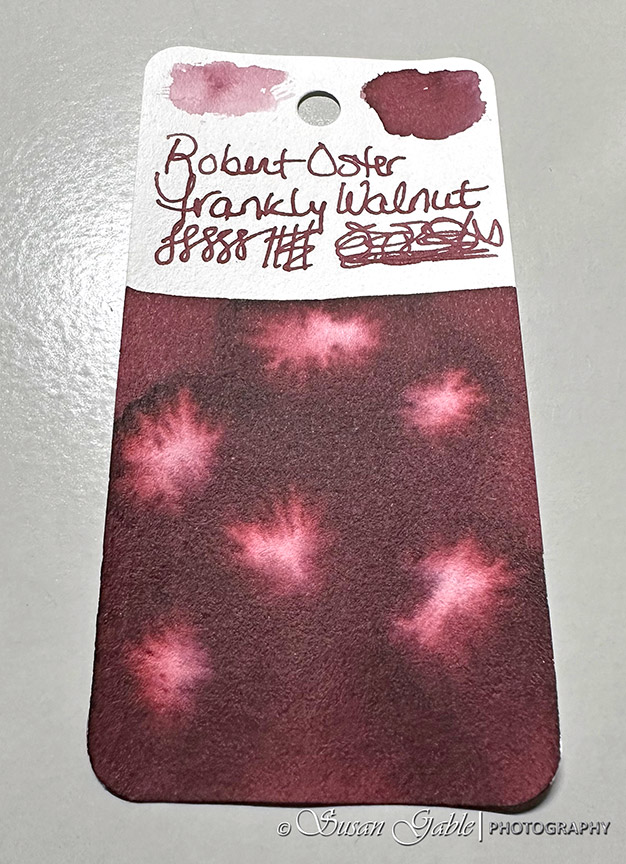 Robert Oster
Frankly Walnut
© Susan Gable | PHOTOGRAPHY